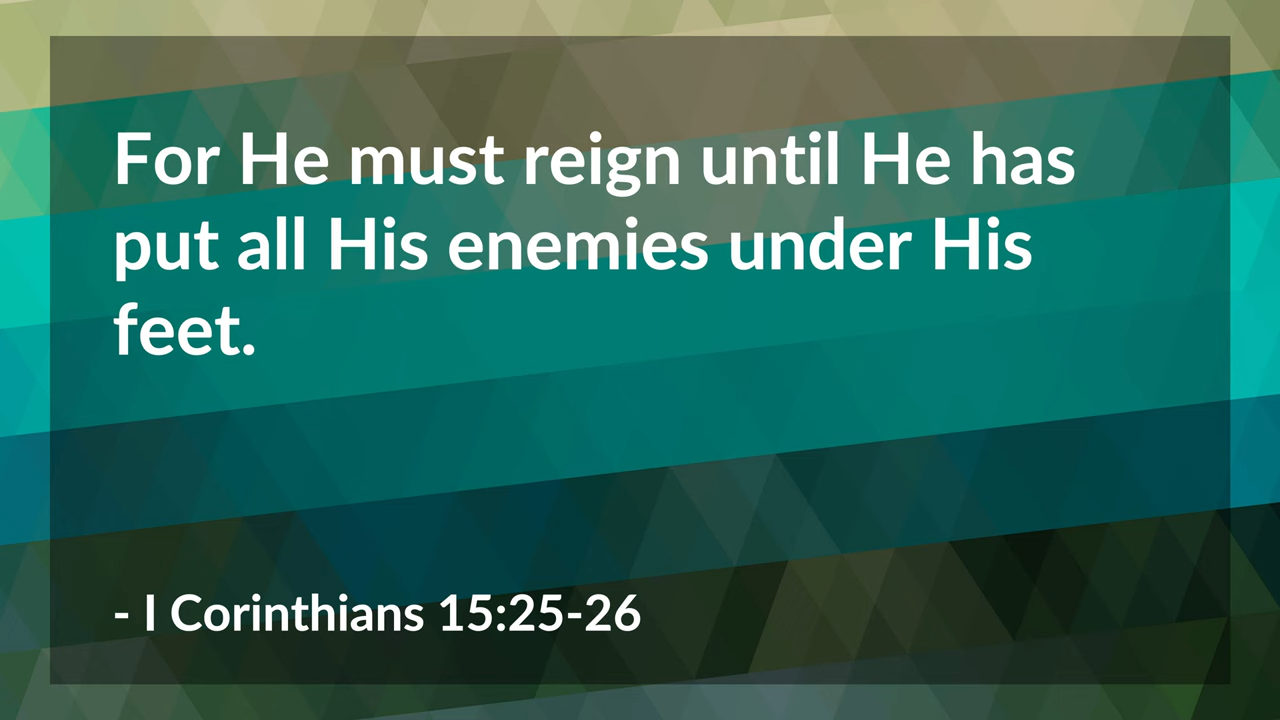 For He must reign until He has
put all His enemies under His
feet.
- I Corinthians 15:25-26